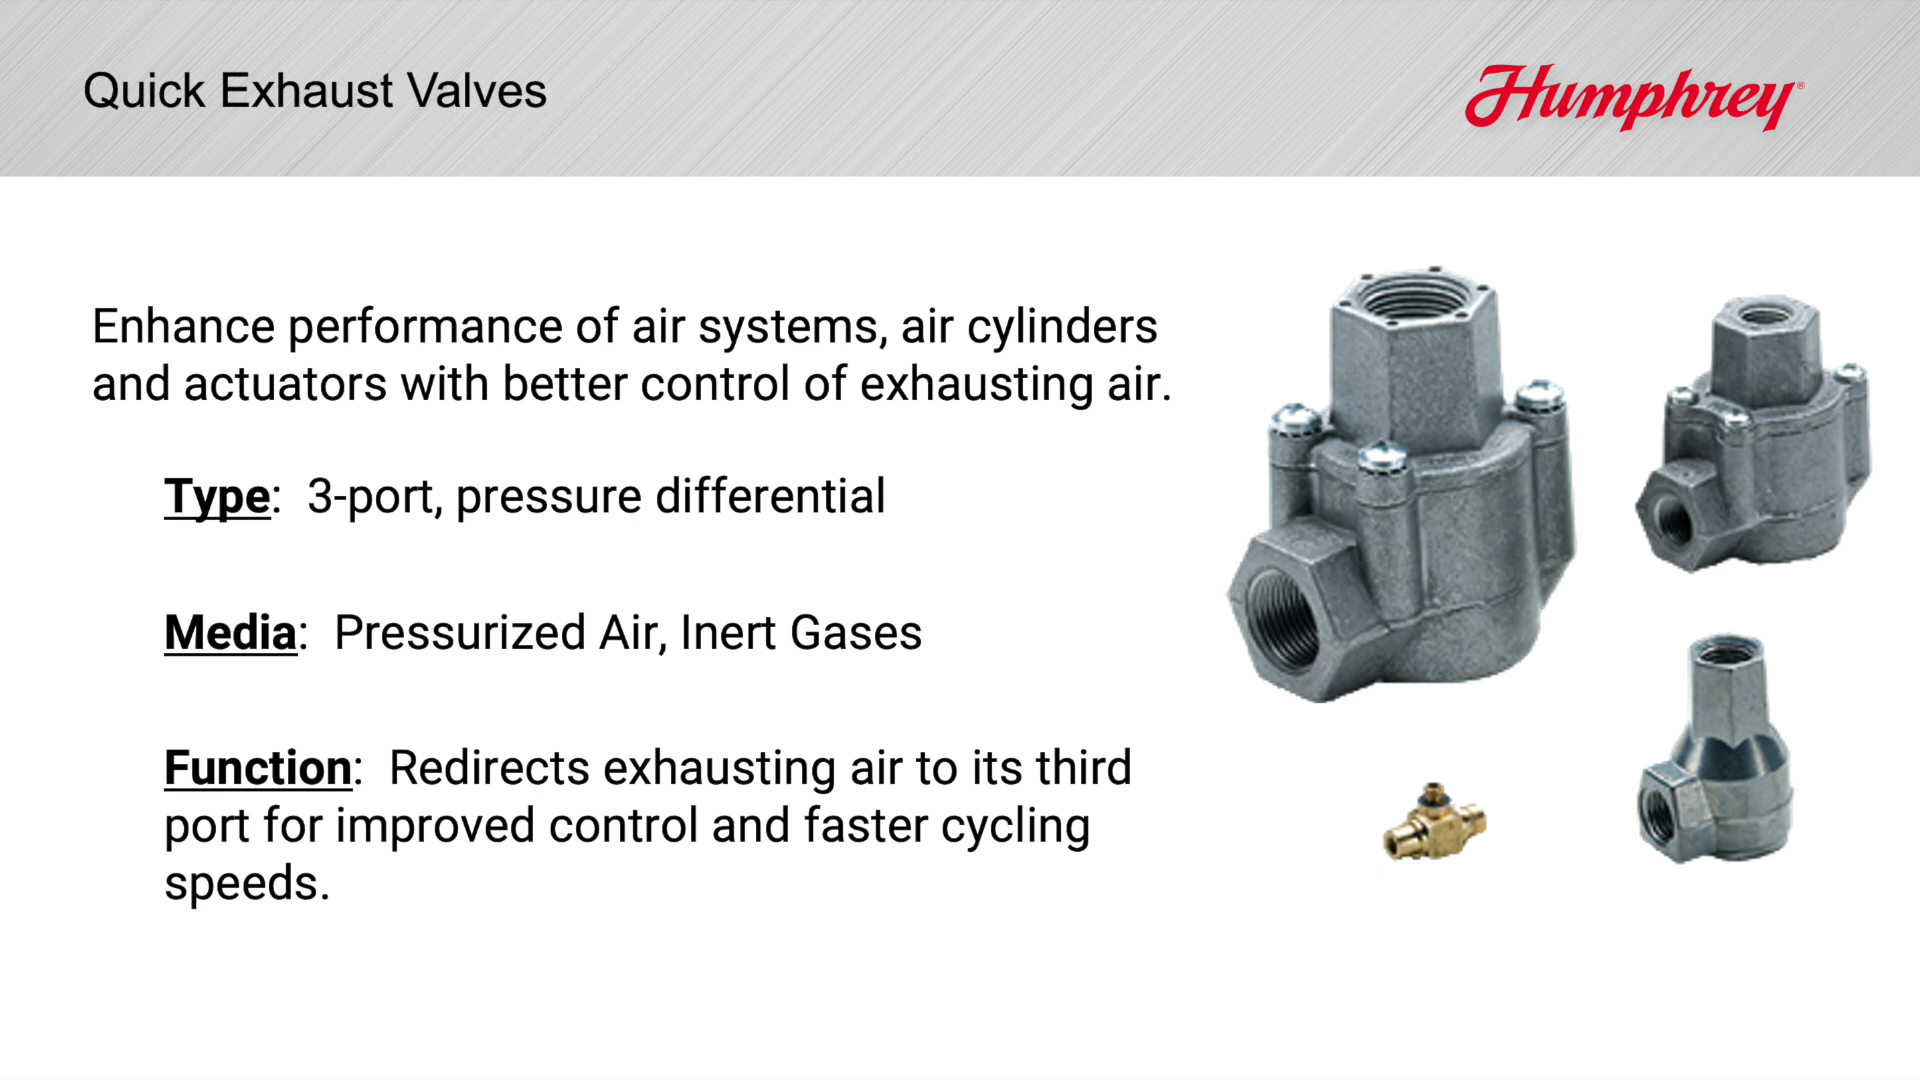 Quick Exhaust Valves
Humphrey®
Enhance performance of air systems, air cylinders
and actuators with better control of exhausting air.
Type:  3-port, pressure differential
Media:  Pressurized Air, Inert Gases
Function:  Redirects exhausting air to its third
port for improved control and faster cycling
speeds.